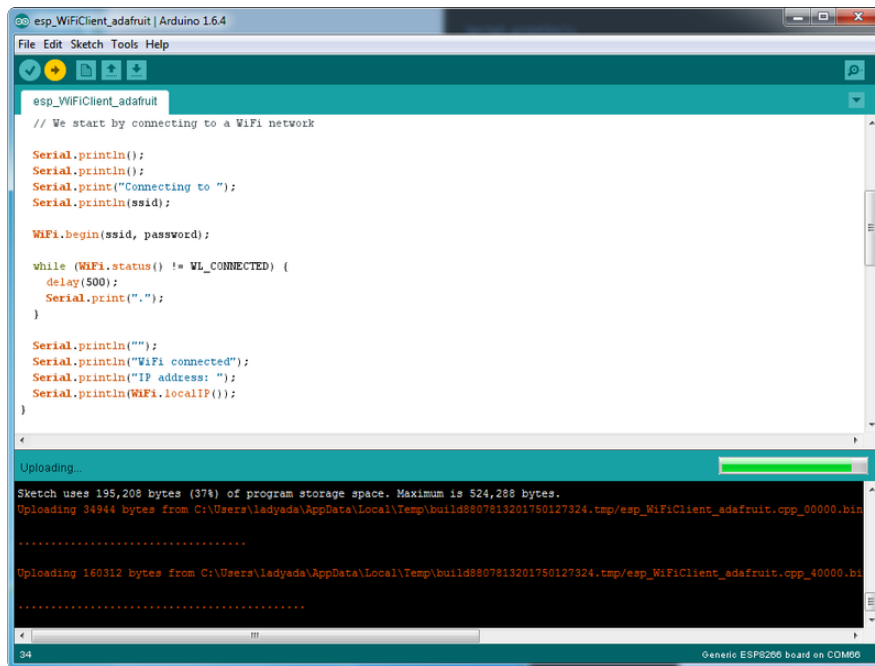 esp_WiFiClient_adafruit | Arduino 1.6.4
File Edit Sketch Tools Help
esp_WiFiClient_adafruit
// We start by connecting to a WiFi network
Serial.println();
Serial.println();
Serial.print("Connecting to ");
Serial.println(ssid);
WiFi.begin(ssid, password);
while (WiFi.status() != WL_CONNECTED) {
delay(500);
Serial.print(".");
}
Serial.println("");
Serial.println("WiFi connected");
Serial.println("IP address: ");
Serial.println(WiFi.localIP());
}
Uploading...
Sketch uses 195,208 bytes (37%) of program storage space. Maximum is 524,288 bytes.
Uploading 34944 bytes from C:\Users\ladyada\AppData\Local\Temp\build8807813201750127324.tmp/esp_WiFiClient_adafruit.cpp_00000.bin
...................................
Uploading 160312 bytes from C:\Users\ladyada\AppData\Local\Temp\build8807813201750127324.tmp/esp_WiFiClient_adafruit.cpp_40000.bi
............................................
34 Generic ESP8266 board on COM66